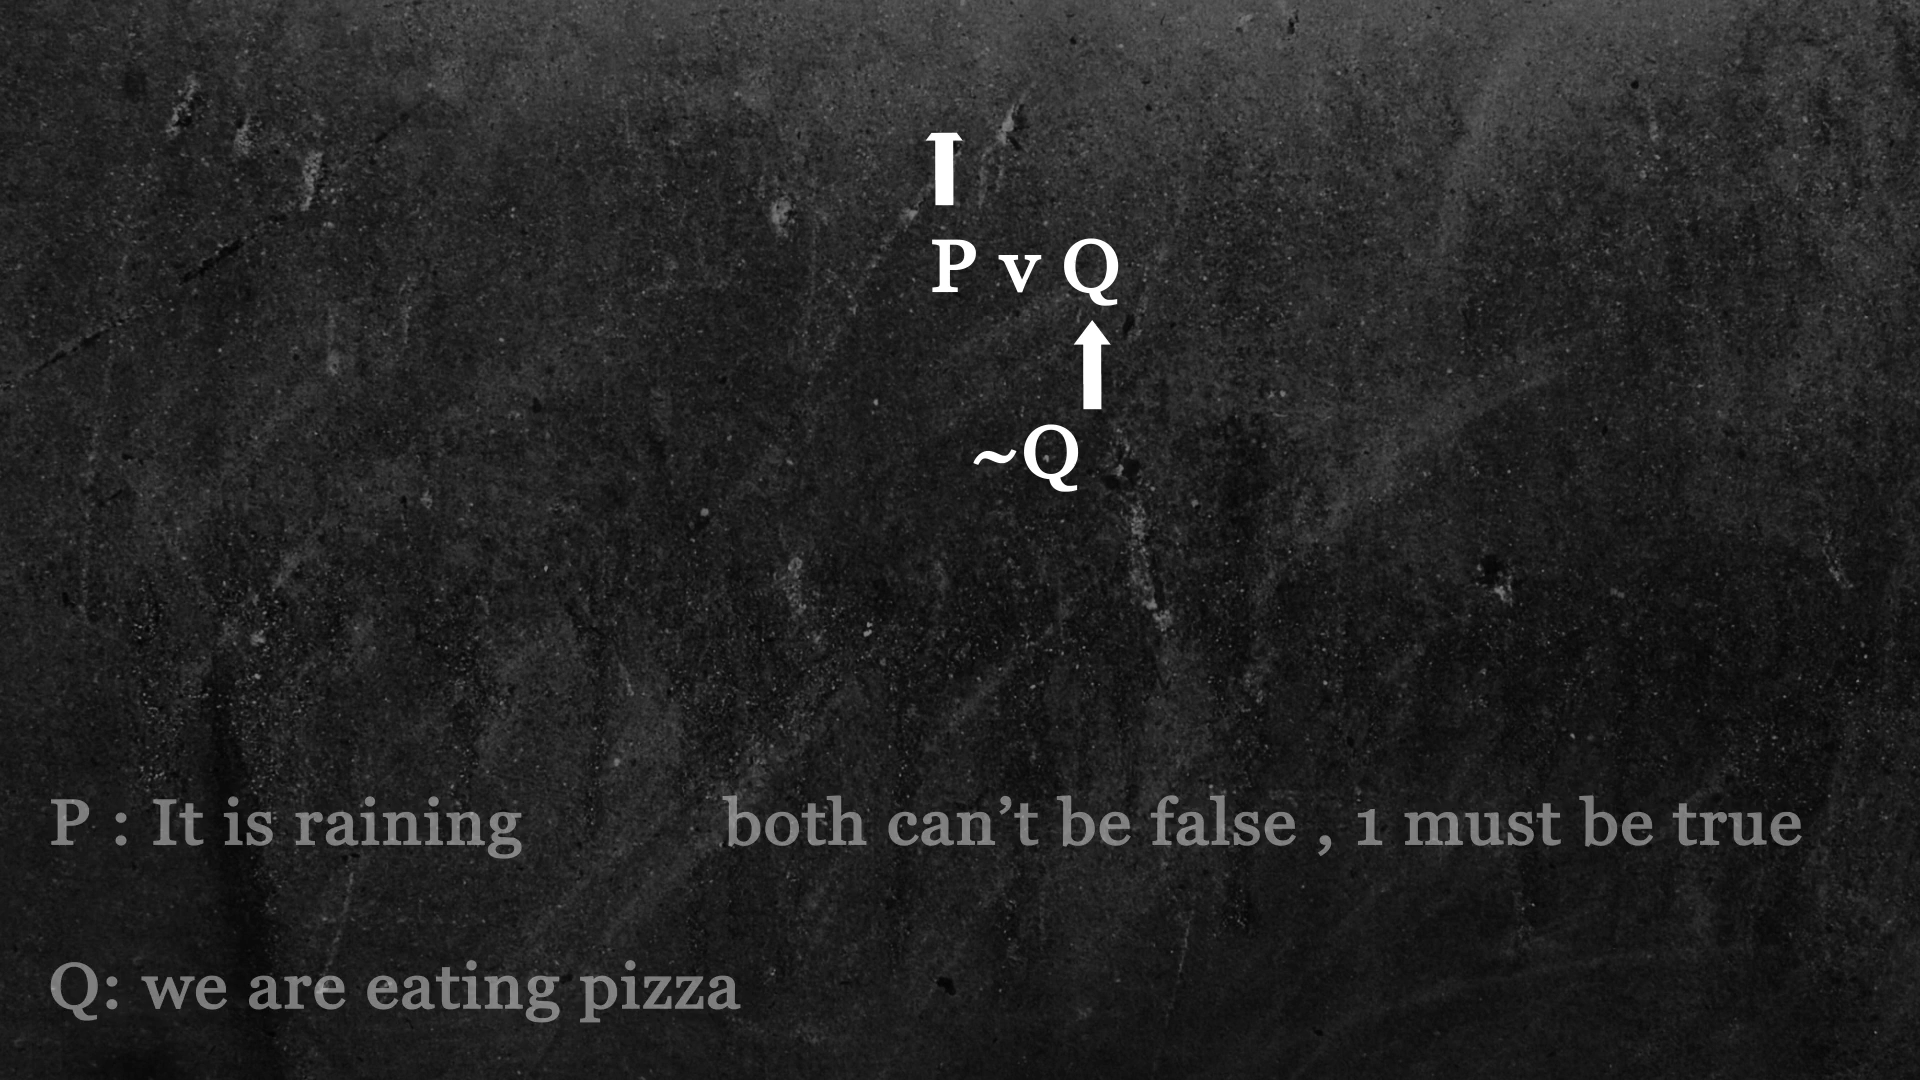 P v Q
~Q
P : It is raining
both can’t be false , 1 must be true
Q: we are eating pizza